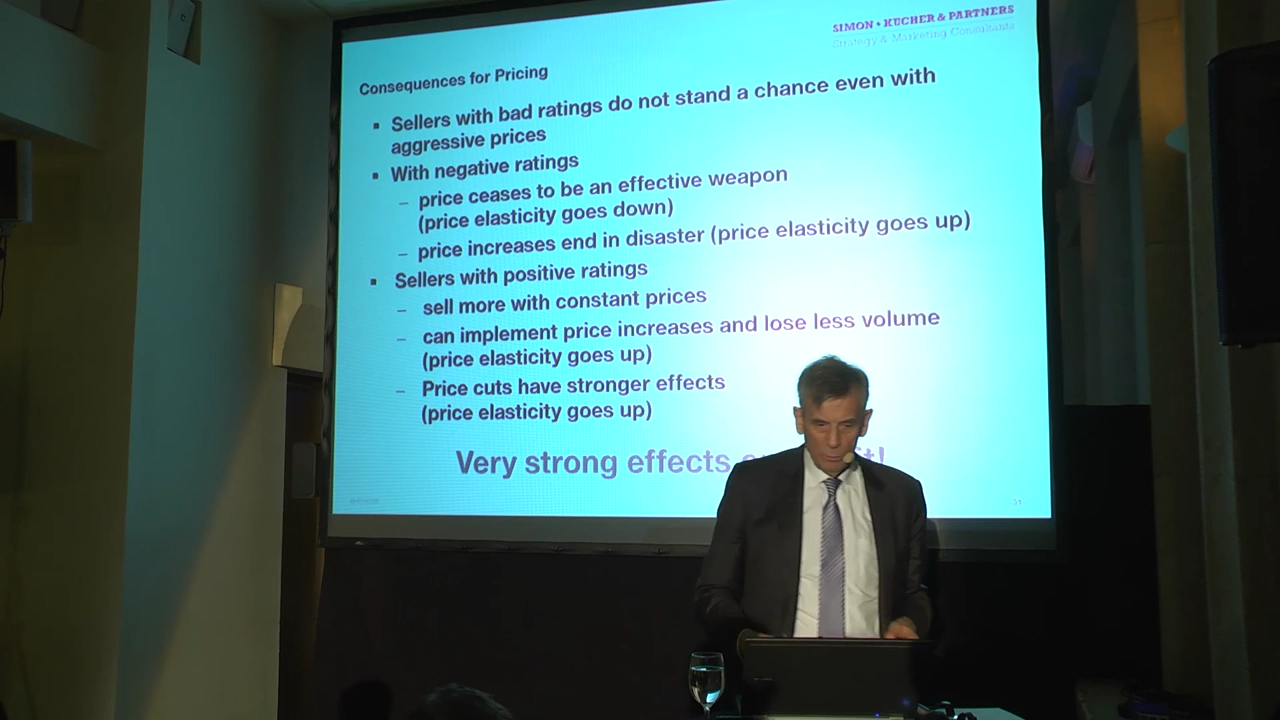 SIMON • KUCHER & PARTNERS
Strategy & Marketing Consultants
Consequences for Pricing
▪ Sellers with bad ratings do not stand a chance even with
aggressive prices
▪ With negative ratings
– price ceases to be an effective weapon
(price elasticity goes down)
– price increases end in disaster (price elasticity goes up)
▪ Sellers with positive ratings
– sell more with constant prices
– can implement price increases and lose less volume
(price elasticity goes up)
– Price cuts have stronger effects
(price elasticity goes up)
Very strong effects
31